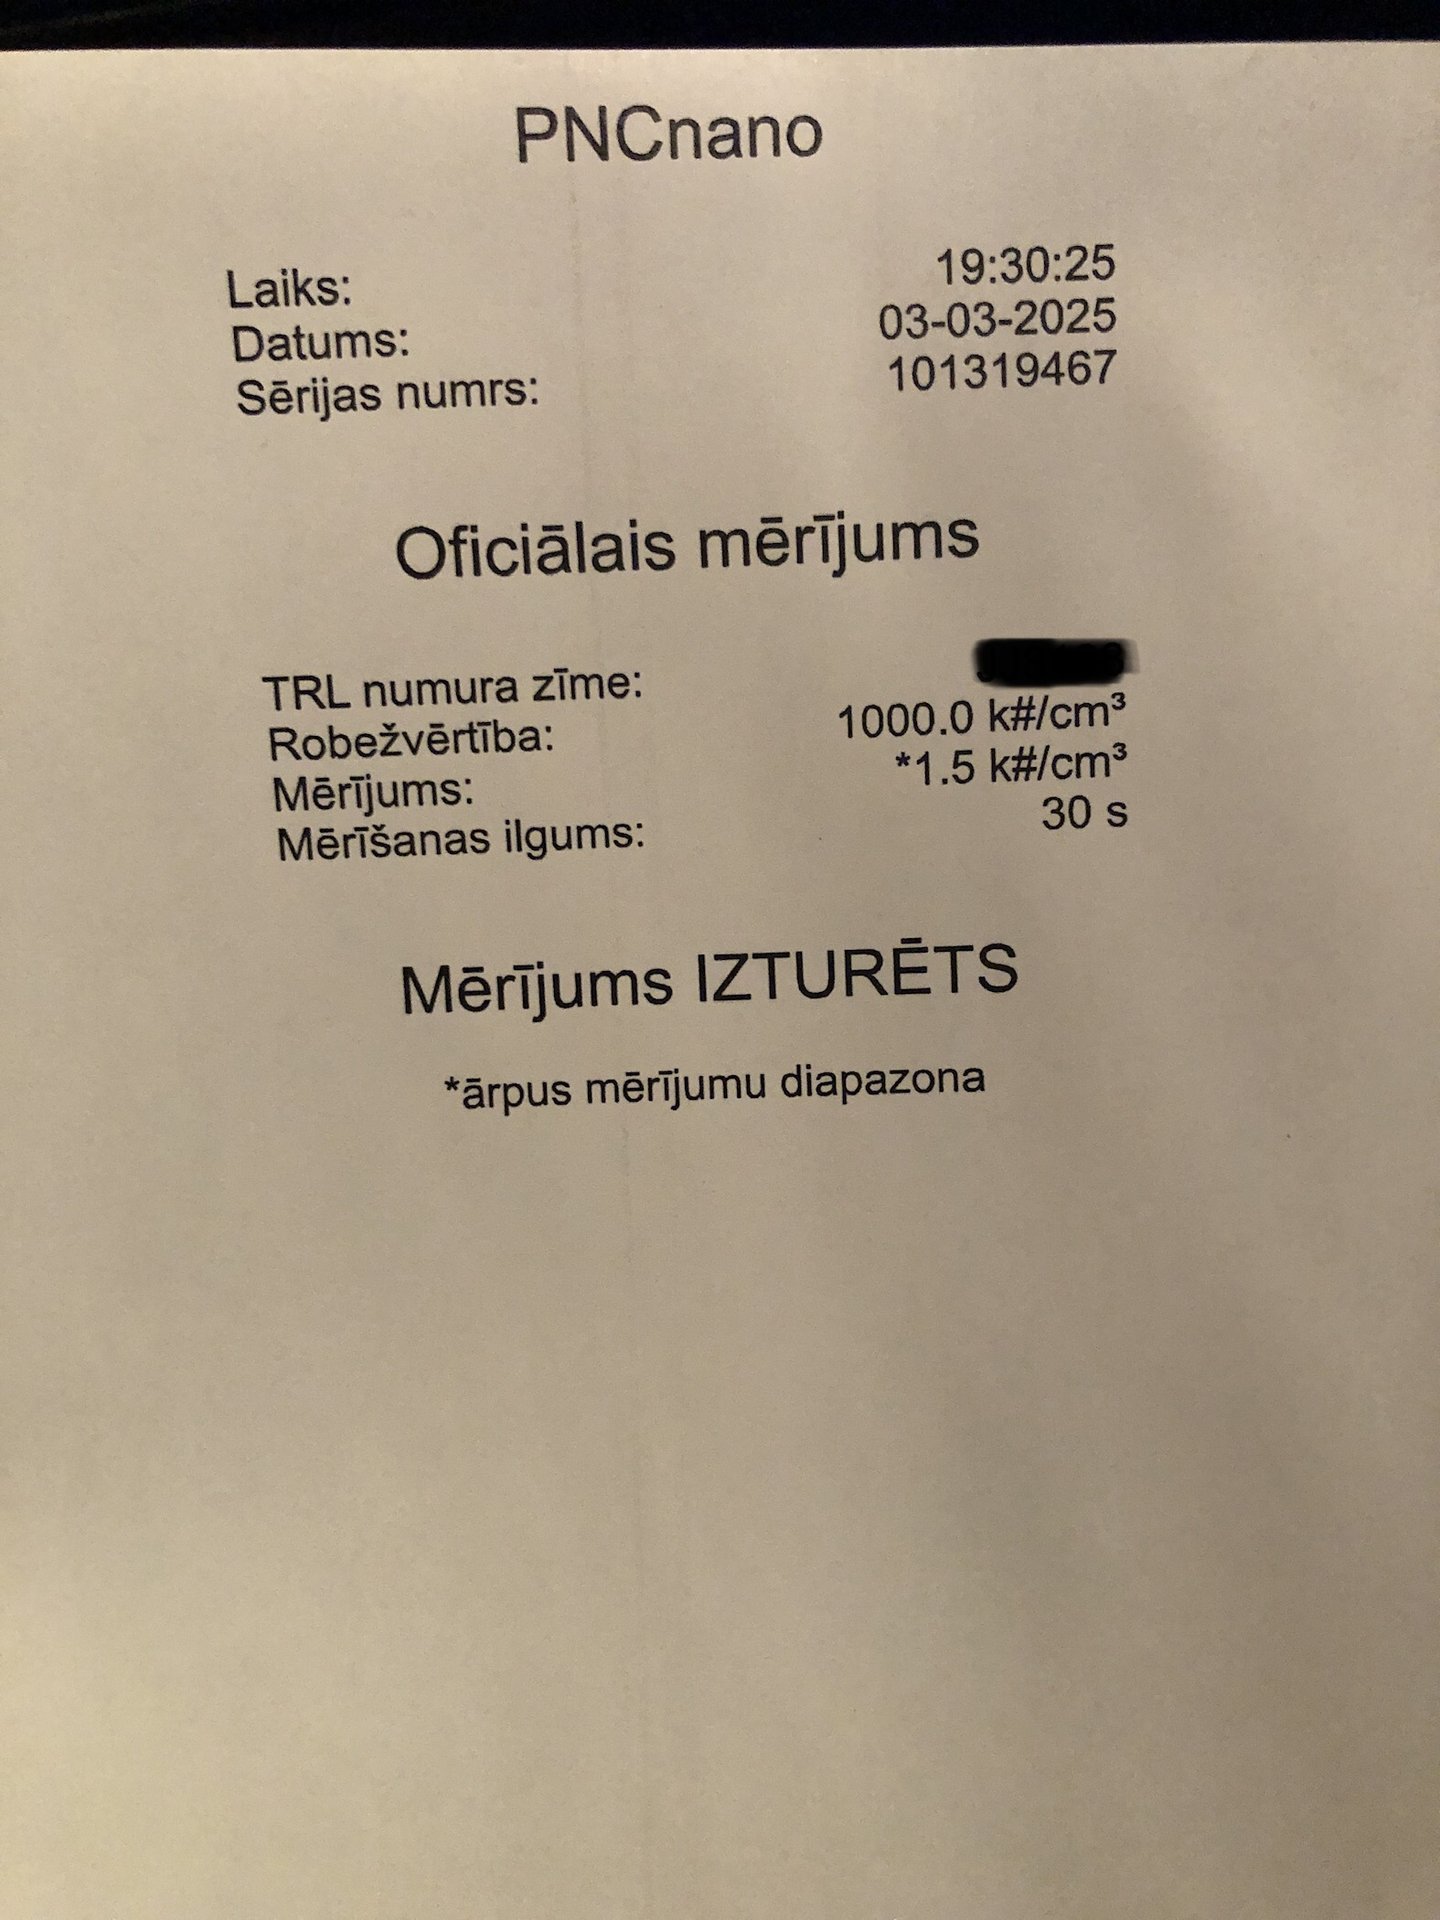 PNCnano
Laiks: 19:30:25
Datums: 03-03-2025
Sērijas numrs: 101319467
Oficiālais mērījums
TRL numura zīme:
Robežvērtība: 1000.0 k#/cm³
Mērījums: *1.5 k#/cm³
Mērīšanas ilgums: 30 s
Mērījums IZTURĒTS
*ārpus mērījumu diapazona